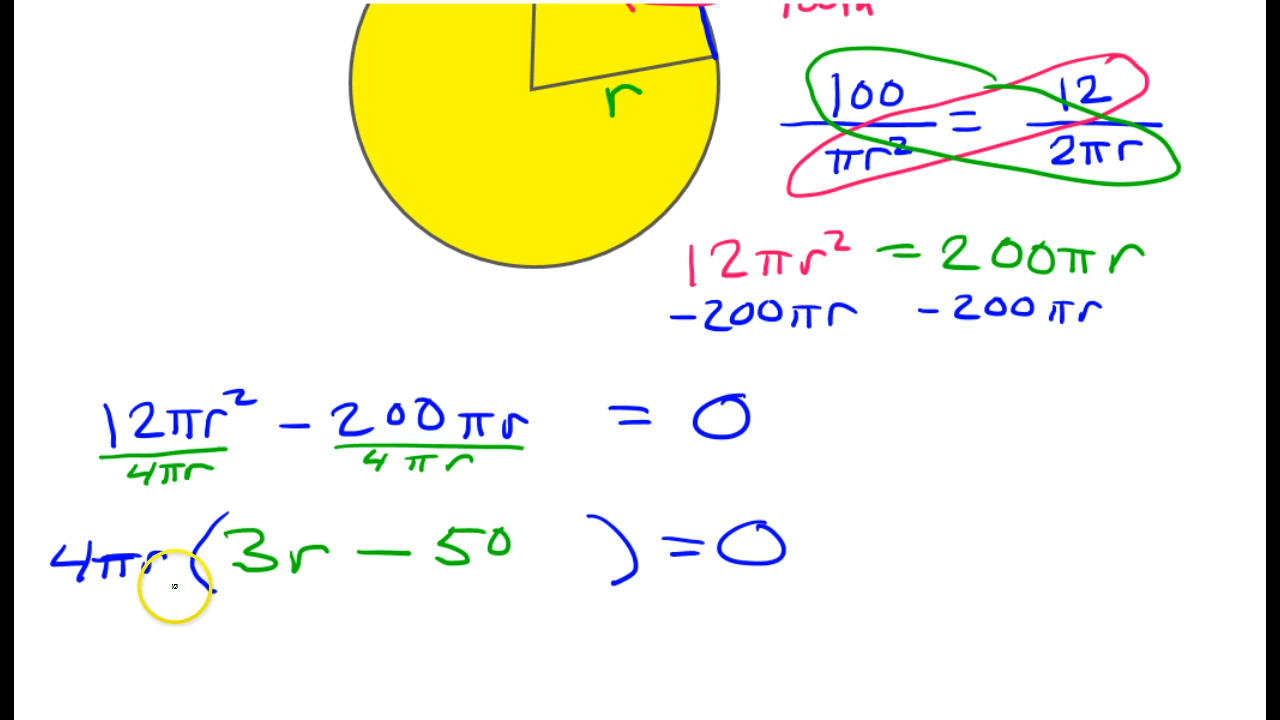 r
100 = 12
πr² 2πr
12πr² = 200πr
-200πr -200πr
12πr² - 200πr = 0
4πr 4πr
4πr(3r - 50) = 0